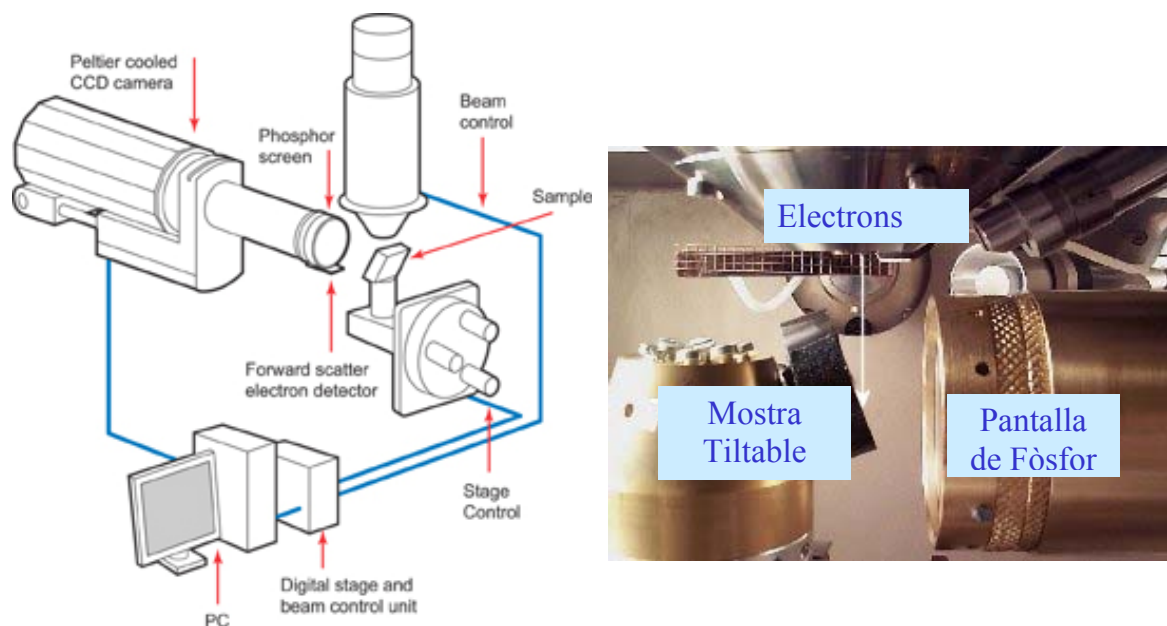 Peltier cooled
CCD camera
Phosphor
screen
Beam
control
Sample
Forward scatter
electron detector
Stage
Control
Digital stage and
beam control unit
PC
Electrons
Mostra
Tiltable
Pantalla
de Fòsfor